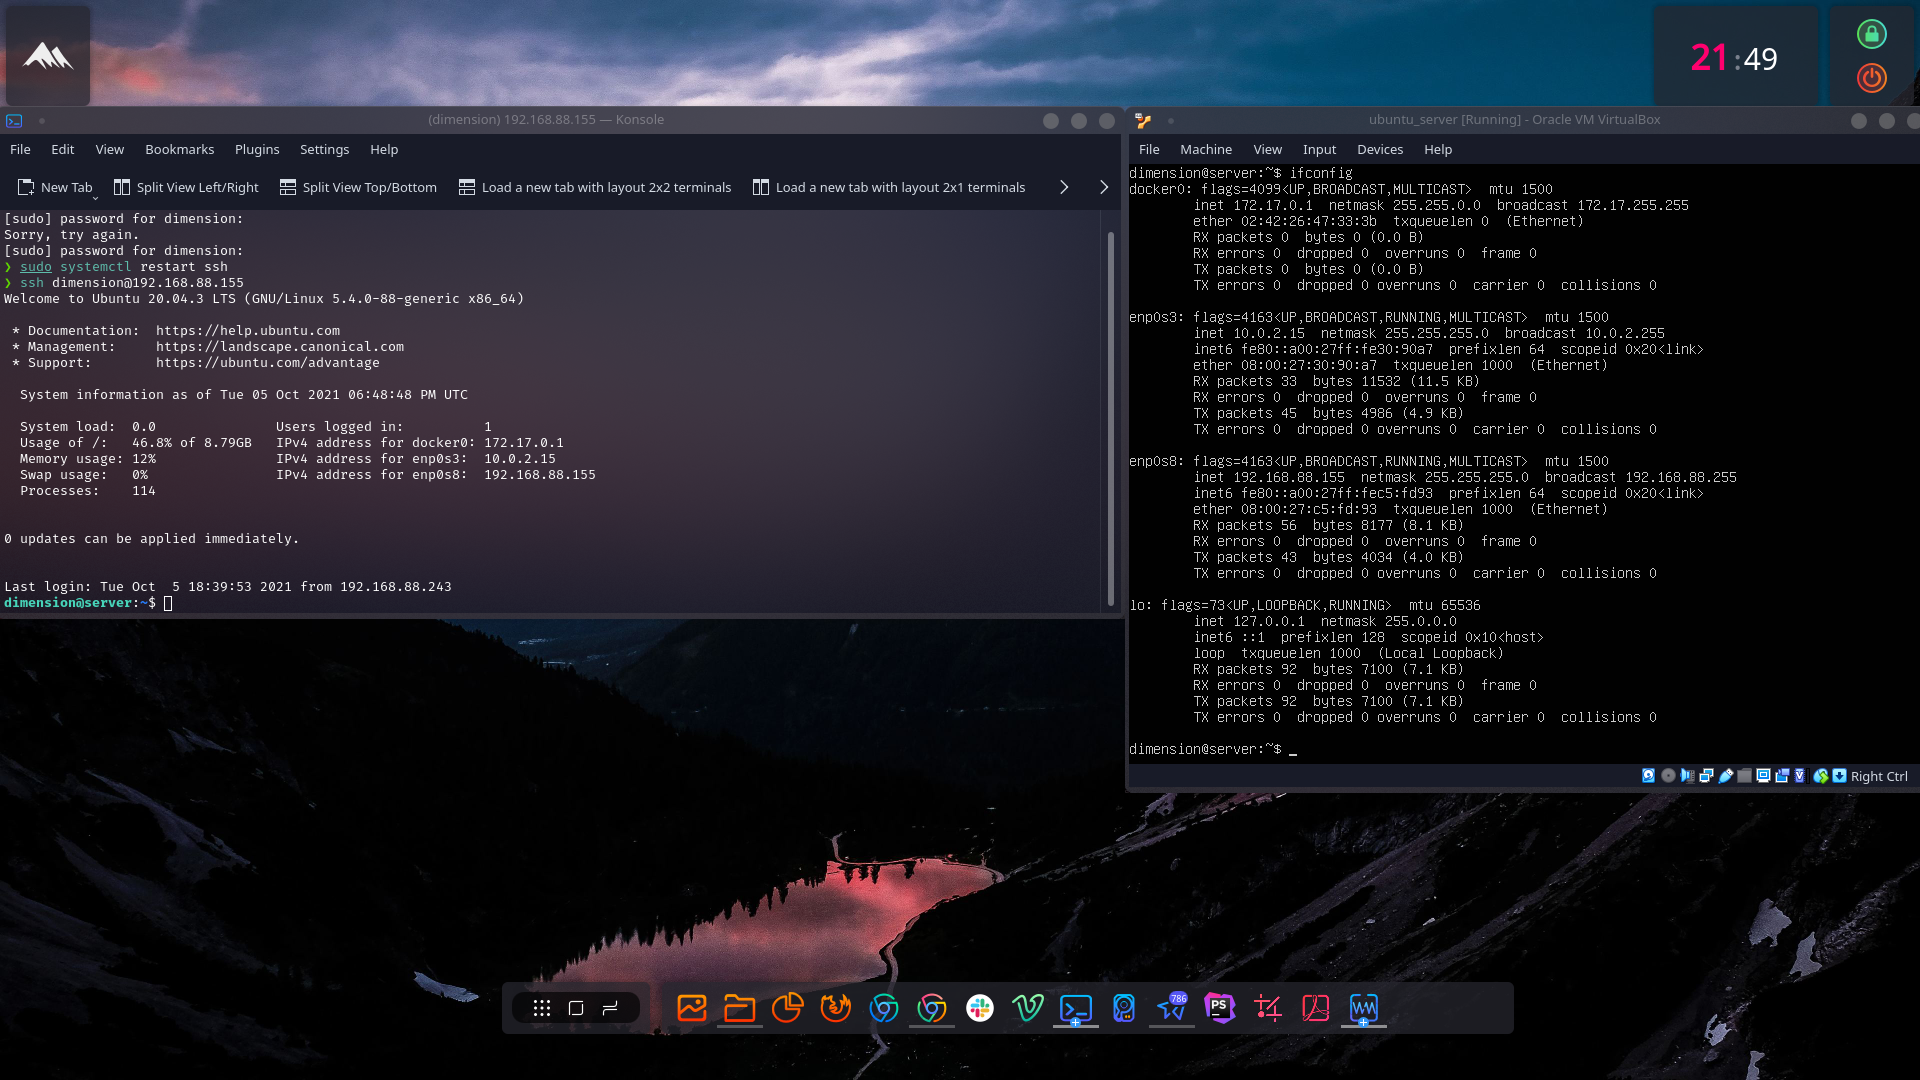 21:49
(dimension) 192.168.88.155 — Konsole
File Edit View Bookmarks Plugins Settings Help
New Tab Split View Left/Right Split View Top/Bottom Load a new tab with layout 2x2 terminals Load a new tab with layout 2x1 terminals
[sudo] password for dimension:
Sorry, try again.
[sudo] password for dimension:
❯ sudo systemctl restart ssh
❯ ssh dimension@192.168.88.155
Welcome to Ubuntu 20.04.3 LTS (GNU/Linux 5.4.0-88-generic x86_64)
* Documentation: https://help.ubuntu.com
* Management: https://landscape.canonical.com
* Support: https://ubuntu.com/advantage
System information as of Tue 05 Oct 2021 06:48:48 PM UTC
System load: 0.0 Users logged in: 1
Usage of /: 46.8% of 8.79GB IPv4 address for docker0: 172.17.0.1
Memory usage: 12% IPv4 address for enp0s3: 10.0.2.15
Swap usage: 0% IPv4 address for enp0s8: 192.168.88.155
Processes: 114
0 updates can be applied immediately.
Last login: Tue Oct 5 18:39:53 2021 from 192.168.88.243
dimension@server:~$
ubuntu_server [Running] - Oracle VM VirtualBox
File Machine View Input Devices Help
dimension@server:~$ ifconfig
docker0: flags=4099<UP,BROADCAST,MULTICAST> mtu 1500
inet 172.17.0.1 netmask 255.255.0.0 broadcast 172.17.255.255
ether 02:42:26:47:33:3b txqueuelen 0 (Ethernet)
RX packets 0 bytes 0 (0.0 B)
RX errors 0 dropped 0 overruns 0 frame 0
TX packets 0 bytes 0 (0.0 B)
TX errors 0 dropped 0 overruns 0 carrier 0 collisions 0
enp0s3: flags=4163<UP,BROADCAST,RUNNING,MULTICAST> mtu 1500
inet 10.0.2.15 netmask 255.255.255.0 broadcast 10.0.2.255
inet6 fe80::a00:27ff:fe30:90a7 prefixlen 64 scopeid 0x20<link>
ether 08:00:27:30:90:a7 txqueuelen 1000 (Ethernet)
RX packets 33 bytes 11532 (11.5 KB)
RX errors 0 dropped 0 overruns 0 frame 0
TX packets 45 bytes 4986 (4.9 KB)
TX errors 0 dropped 0 overruns 0 carrier 0 collisions 0
enp0s8: flags=4163<UP,BROADCAST,RUNNING,MULTICAST> mtu 1500
inet 192.168.88.155 netmask 255.255.255.0 broadcast 192.168.88.255
inet6 fe80::a00:27ff:fec5:fd93 prefixlen 64 scopeid 0x20<link>
ether 08:00:27:c5:fd:93 txqueuelen 1000 (Ethernet)
RX packets 56 bytes 8177 (8.1 KB)
RX errors 0 dropped 0 overruns 0 frame 0
TX packets 43 bytes 4034 (4.0 KB)
TX errors 0 dropped 0 overruns 0 carrier 0 collisions 0
lo: flags=73<UP,LOOPBACK,RUNNING> mtu 65536
inet 127.0.0.1 netmask 255.0.0.0
inet6 ::1 prefixlen 128 scopeid 0x10<host>
loop txqueuelen 1000 (Local Loopback)
RX packets 92 bytes 7100 (7.1 KB)
RX errors 0 dropped 0 overruns 0 frame 0
TX packets 92 bytes 7100 (7.1 KB)
TX errors 0 dropped 0 overruns 0 carrier 0 collisions 0
dimension@server:~$ _
Right Ctrl
786
PS